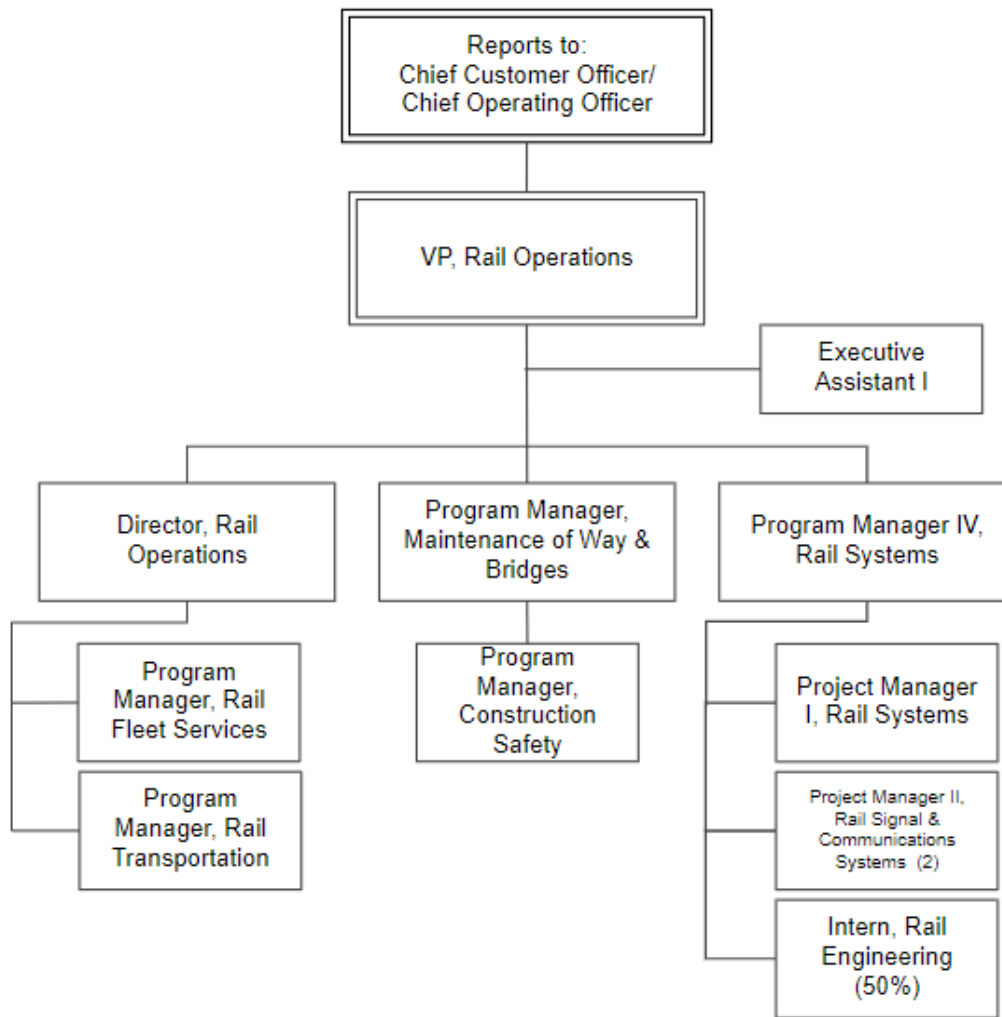 Reports to:
Chief Customer Officer/
Chief Operating Officer
VP, Rail Operations
Executive
Assistant I
Director, Rail
Operations
Program Manager,
Maintenance of Way &
Bridges
Program Manager IV,
Rail Systems
Program
Manager, Rail
Fleet Services
Program
Manager, Rail
Transportation
Program
Manager,
Construction
Safety
Project Manager
I, Rail Systems
Project Manager II,
Rail Signal &
Communications
Systems (2)
Intern, Rail
Engineering
(50%)